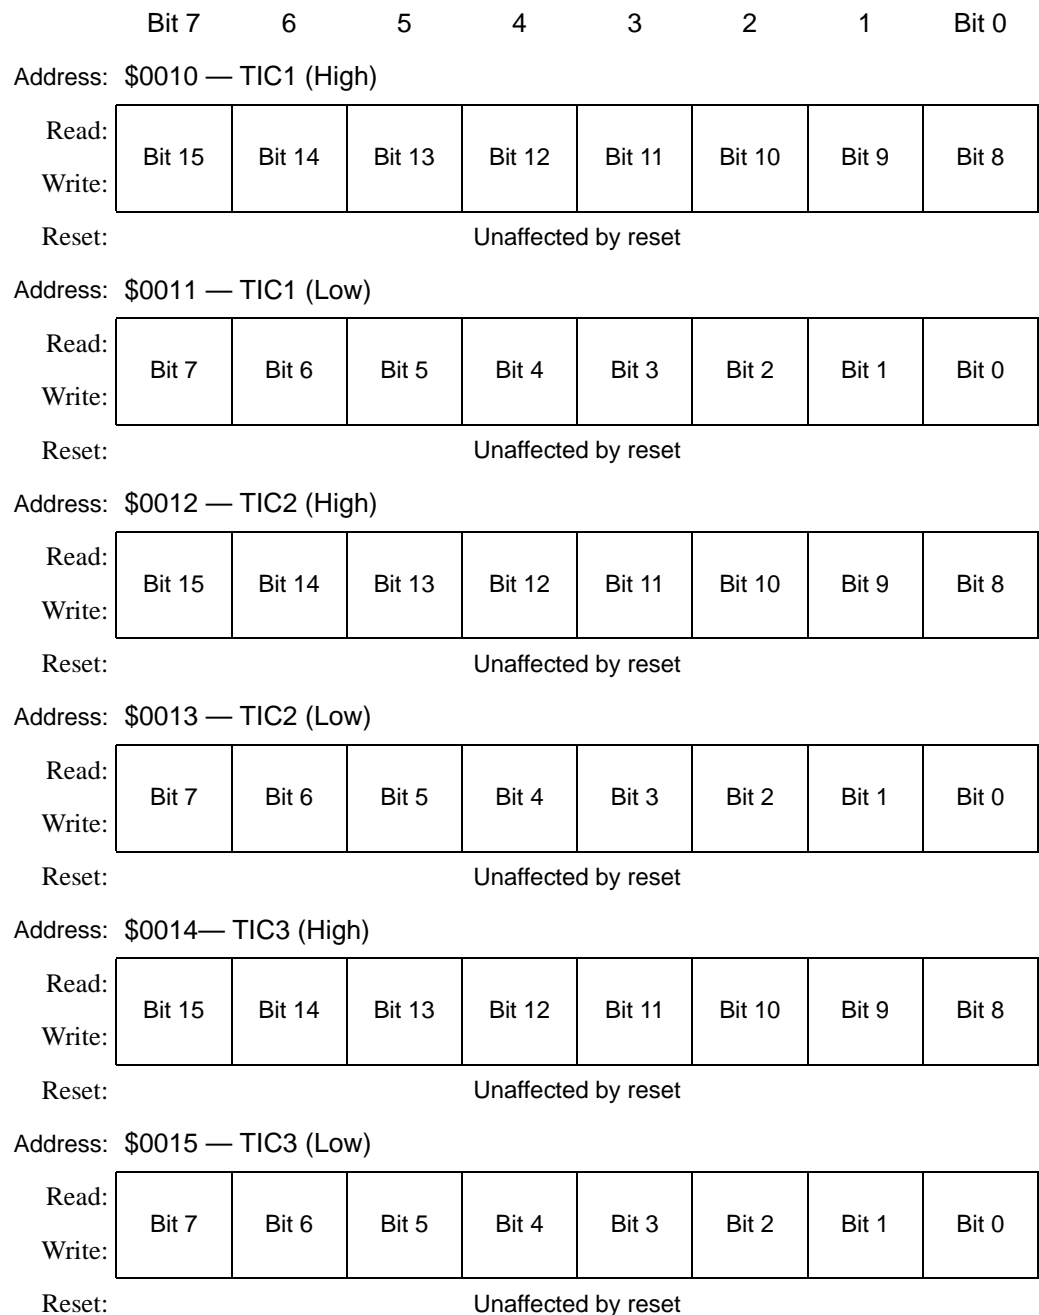 Bit 7 6 5 4 3 2 1 Bit 0
Address: $0010 — TIC1 (High)
Read:
Bit 15 Bit 14 Bit 13 Bit 12 Bit 11 Bit 10 Bit 9 Bit 8
Write:
Reset: Unaffected by reset
Address: $0011 — TIC1 (Low)
Read:
Bit 7 Bit 6 Bit 5 Bit 4 Bit 3 Bit 2 Bit 1 Bit 0
Write:
Reset: Unaffected by reset
Address: $0012 — TIC2 (High)
Read:
Bit 15 Bit 14 Bit 13 Bit 12 Bit 11 Bit 10 Bit 9 Bit 8
Write:
Reset: Unaffected by reset
Address: $0013 — TIC2 (Low)
Read:
Bit 7 Bit 6 Bit 5 Bit 4 Bit 3 Bit 2 Bit 1 Bit 0
Write:
Reset: Unaffected by reset
Address: $0014— TIC3 (High)
Read:
Bit 15 Bit 14 Bit 13 Bit 12 Bit 11 Bit 10 Bit 9 Bit 8
Write:
Reset: Unaffected by reset
Address: $0015 — TIC3 (Low)
Read:
Bit 7 Bit 6 Bit 5 Bit 4 Bit 3 Bit 2 Bit 1 Bit 0
Write:
Reset: Unaffected by reset